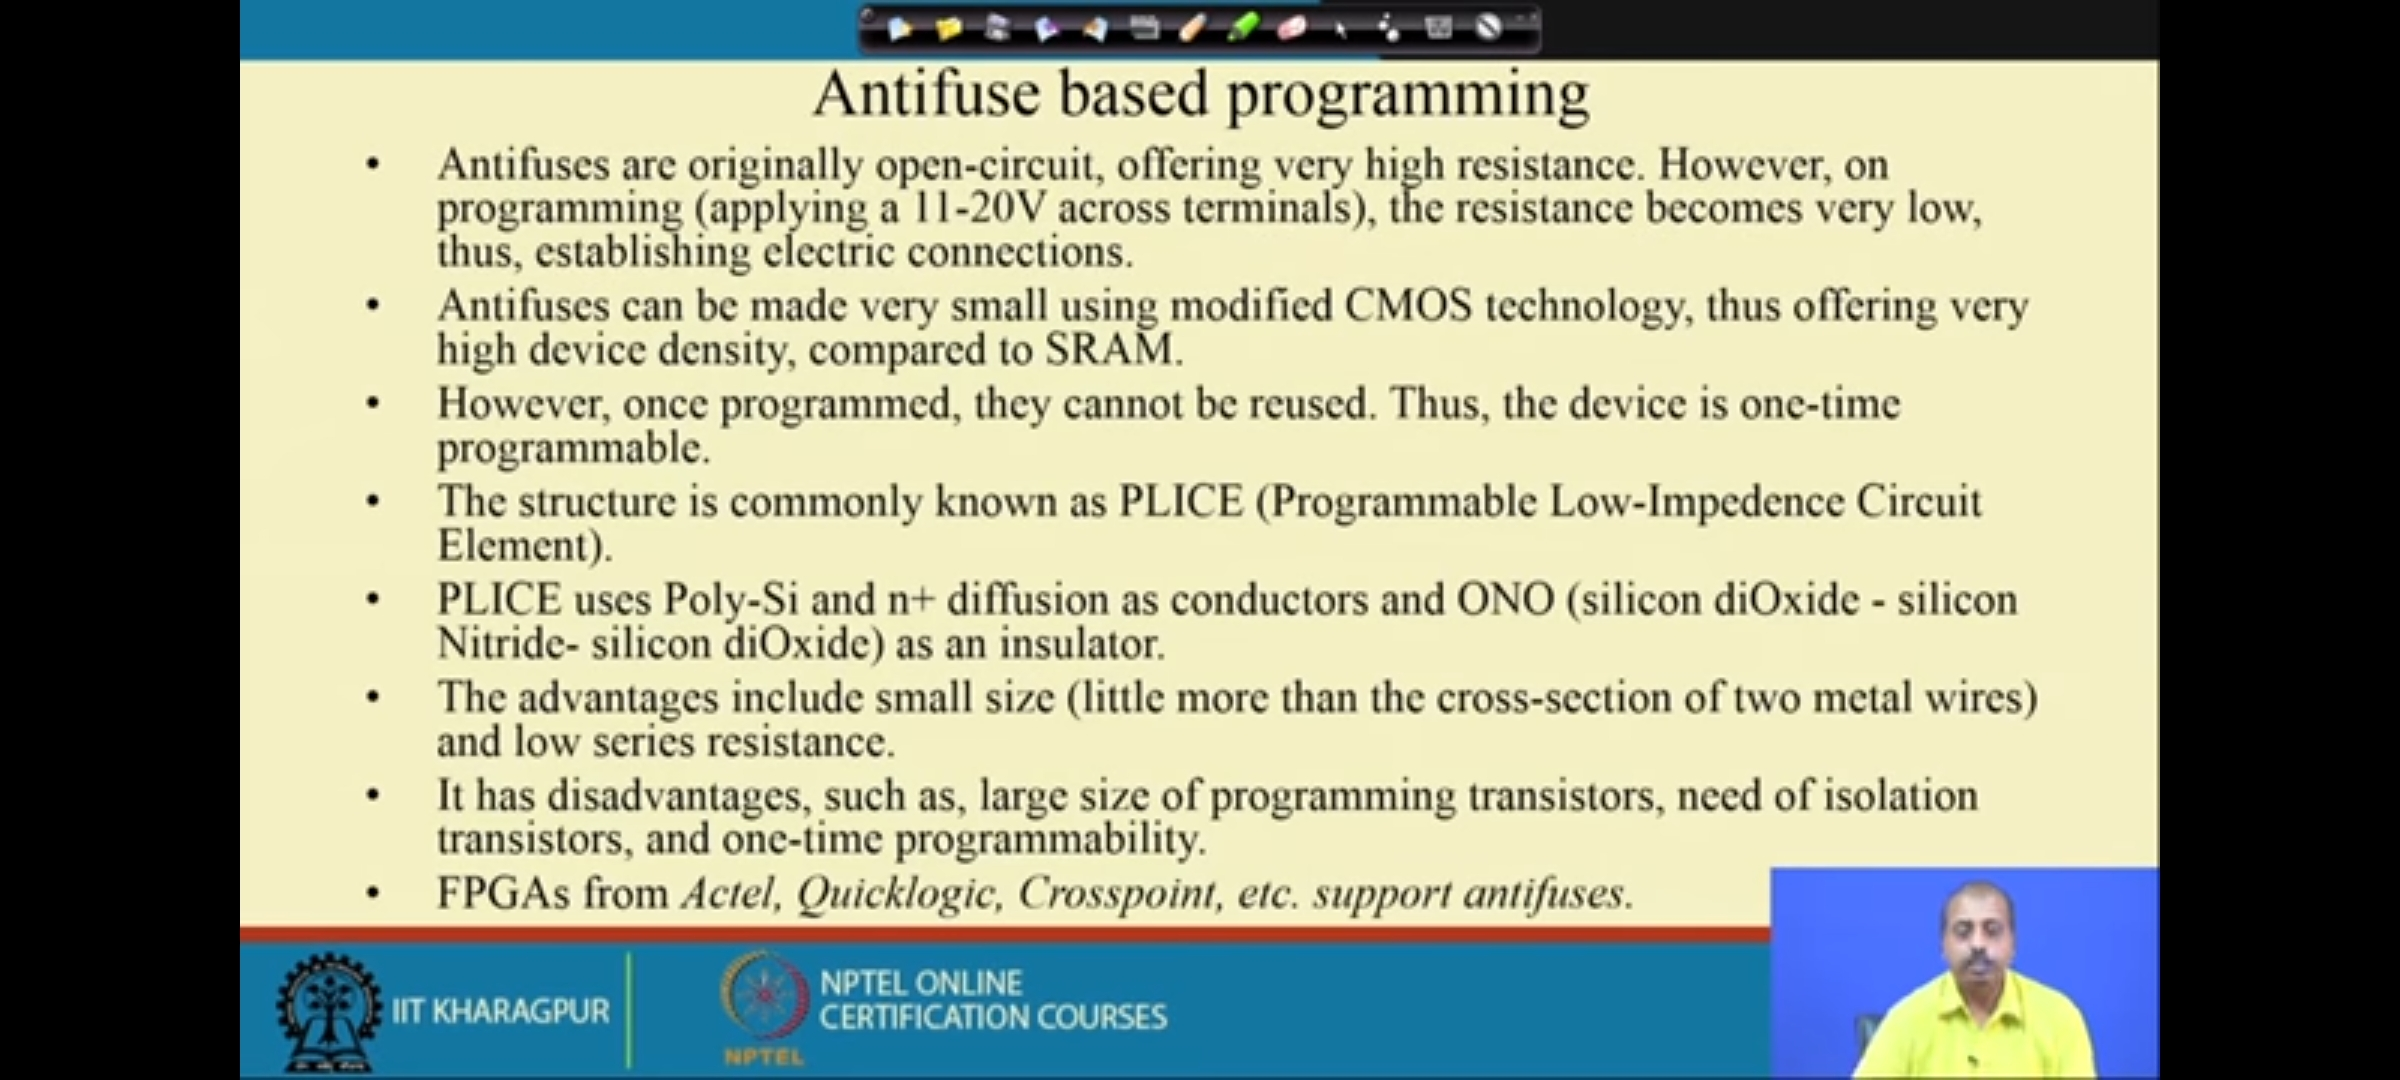 Antifuse based programming
• Antifuses are originally open-circuit, offering very high resistance. However, on
programming (applying a 11-20V across terminals), the resistance becomes very low,
thus, establishing electric connections.
• Antifuses can be made very small using modified CMOS technology, thus offering very
high device density, compared to SRAM.
• However, once programmed, they cannot be reused. Thus, the device is one-time
programmable.
• The structure is commonly known as PLICE (Programmable Low-Impedence Circuit
Element).
• PLICE uses Poly-Si and n+ diffusion as conductors and ONO (silicon diOxide - silicon
Nitride- silicon diOxide) as an insulator.
• The advantages include small size (little more than the cross-section of two metal wires)
and low series resistance.
• It has disadvantages, such as, large size of programming transistors, need of isolation
transistors, and one-time programmability.
• FPGAs from Actel, Quicklogic, Crosspoint, etc. support antifuses.
IIT KHARAGPUR
NPTEL ONLINE
CERTIFICATION COURSES
NPTEL